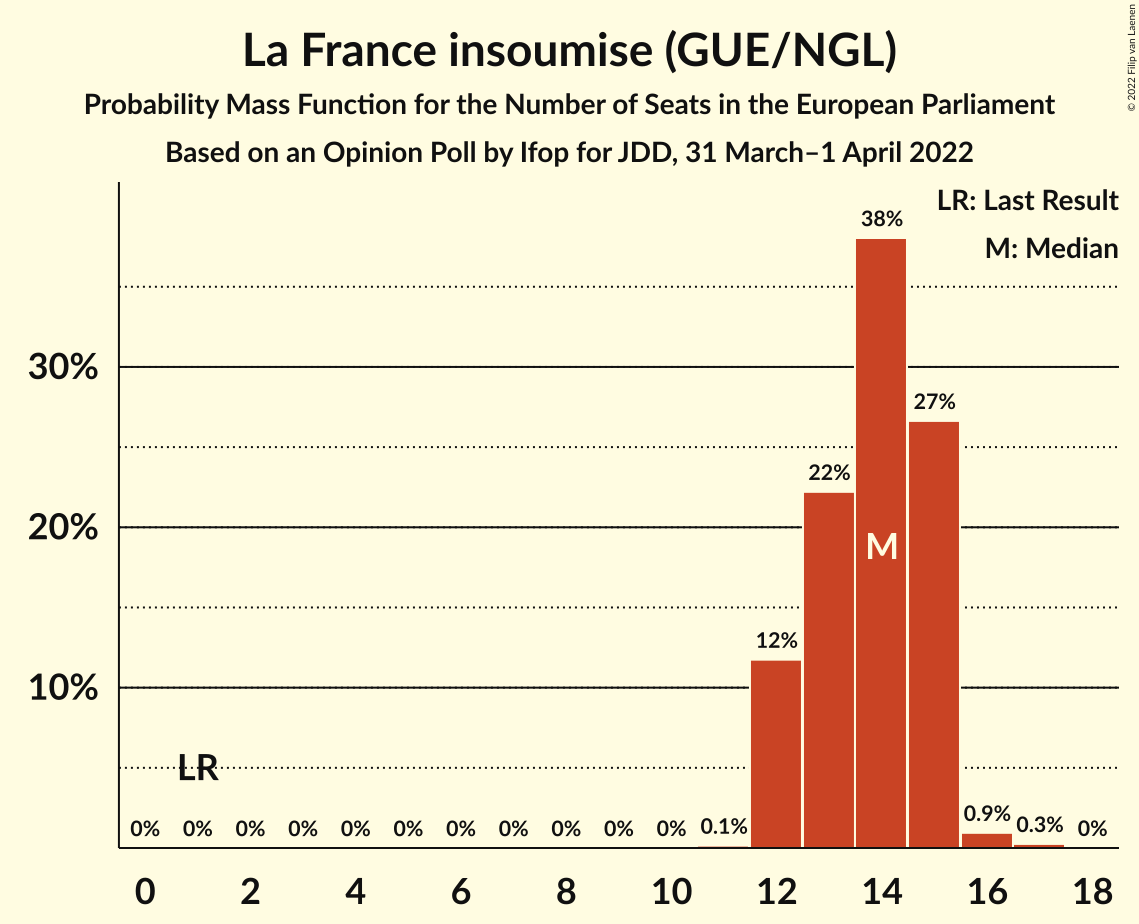 La France insoumise (GUE/NGL)
Probability Mass Function for the Number of Seats in the European Parliament
Based on an Opinion Poll by Ifop for JDD, 31 March–1 April 2022
© 2022 Filip van Laenen
LR: Last Result
M: Median
38%
30%
27%
22%
20%
M
12%
10%
LR
0% 0% 0% 0% 0% 0% 0% 0% 0% 0% 0% 0.1% 0.9% 0.3% 0%
0 2 4 6 8 10 12 14 16 18